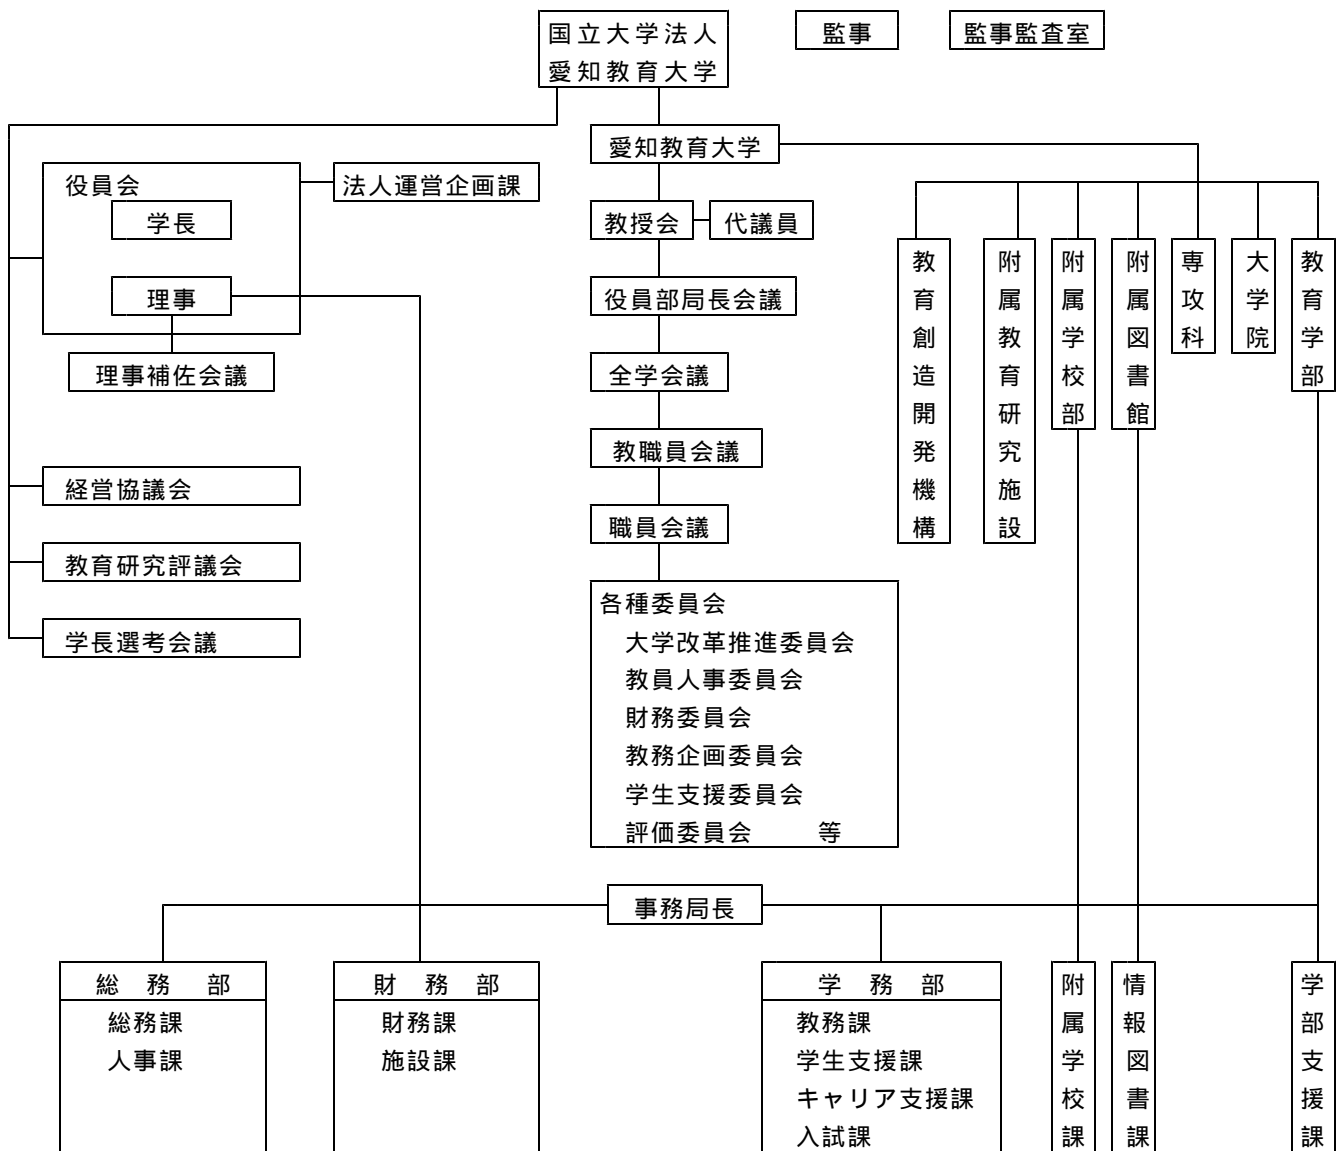 国立大学法人
愛知教育大学
監事
監事監査室
愛知教育大学
役員会
法人運営企画課
学長
教授会
代議員
理事
役員部局長会議
理事補佐会議
全学会議
教職員会議
経営協議会
職員会議
教育研究評議会
学長選考会議
各種委員会
大学改革推進委員会
教員人事委員会
財務委員会
教務企画委員会
学生支援委員会
評価委員会 等
教育創造開発機構
附属教育研究施設
附属学校部
附属図書館
専攻科
大学院
教育学部
事務局長
総務部
総務課
人事課
財務部
財務課
施設課
学務部
教務課
学生支援課
キャリア支援課
入試課
附属学校課
情報図書課
学部支援課